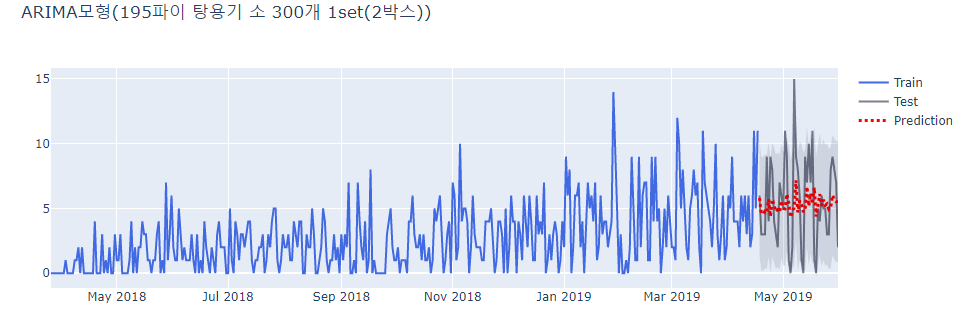 ARIMA모형(195파이 탕용기 소 300개 1set(2박스))
15
10
5
0
May 2018
Jul 2018
Sep 2018
Nov 2018
Jan 2019
Mar 2019
May 2019
Train
Test
Prediction